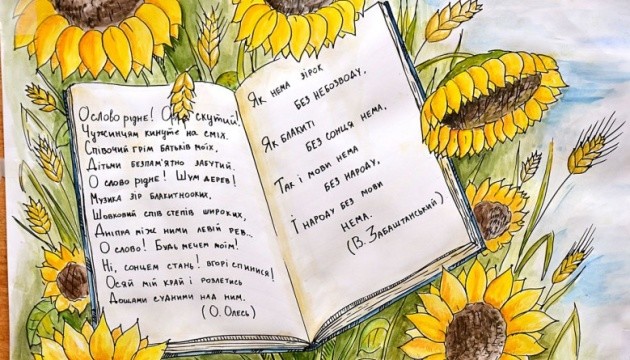 О слово рідне! Орле скутий!
Чужинцям кинуте на сміх.
Співочий грім батьків моїх,
Дітьми безпам'ятно забутий.
О слово рідне! Шум дерев!
Музика зір блакитнооких,
Шовковий спів степів широких,
Дніпра між ними левій рев...
О слово! Будь мечем моїм!
Ні, сонцем стань! вгорі спинися!
Осяй мій край і розлетись
Дощами судними над ним.
(О. Олесь)
Як нема зірок
без небозводу,
Як блакиті
без сонця нема,
Так і мови нема
без народу,
І народу без мови
нема.
(В. Забаштанський)